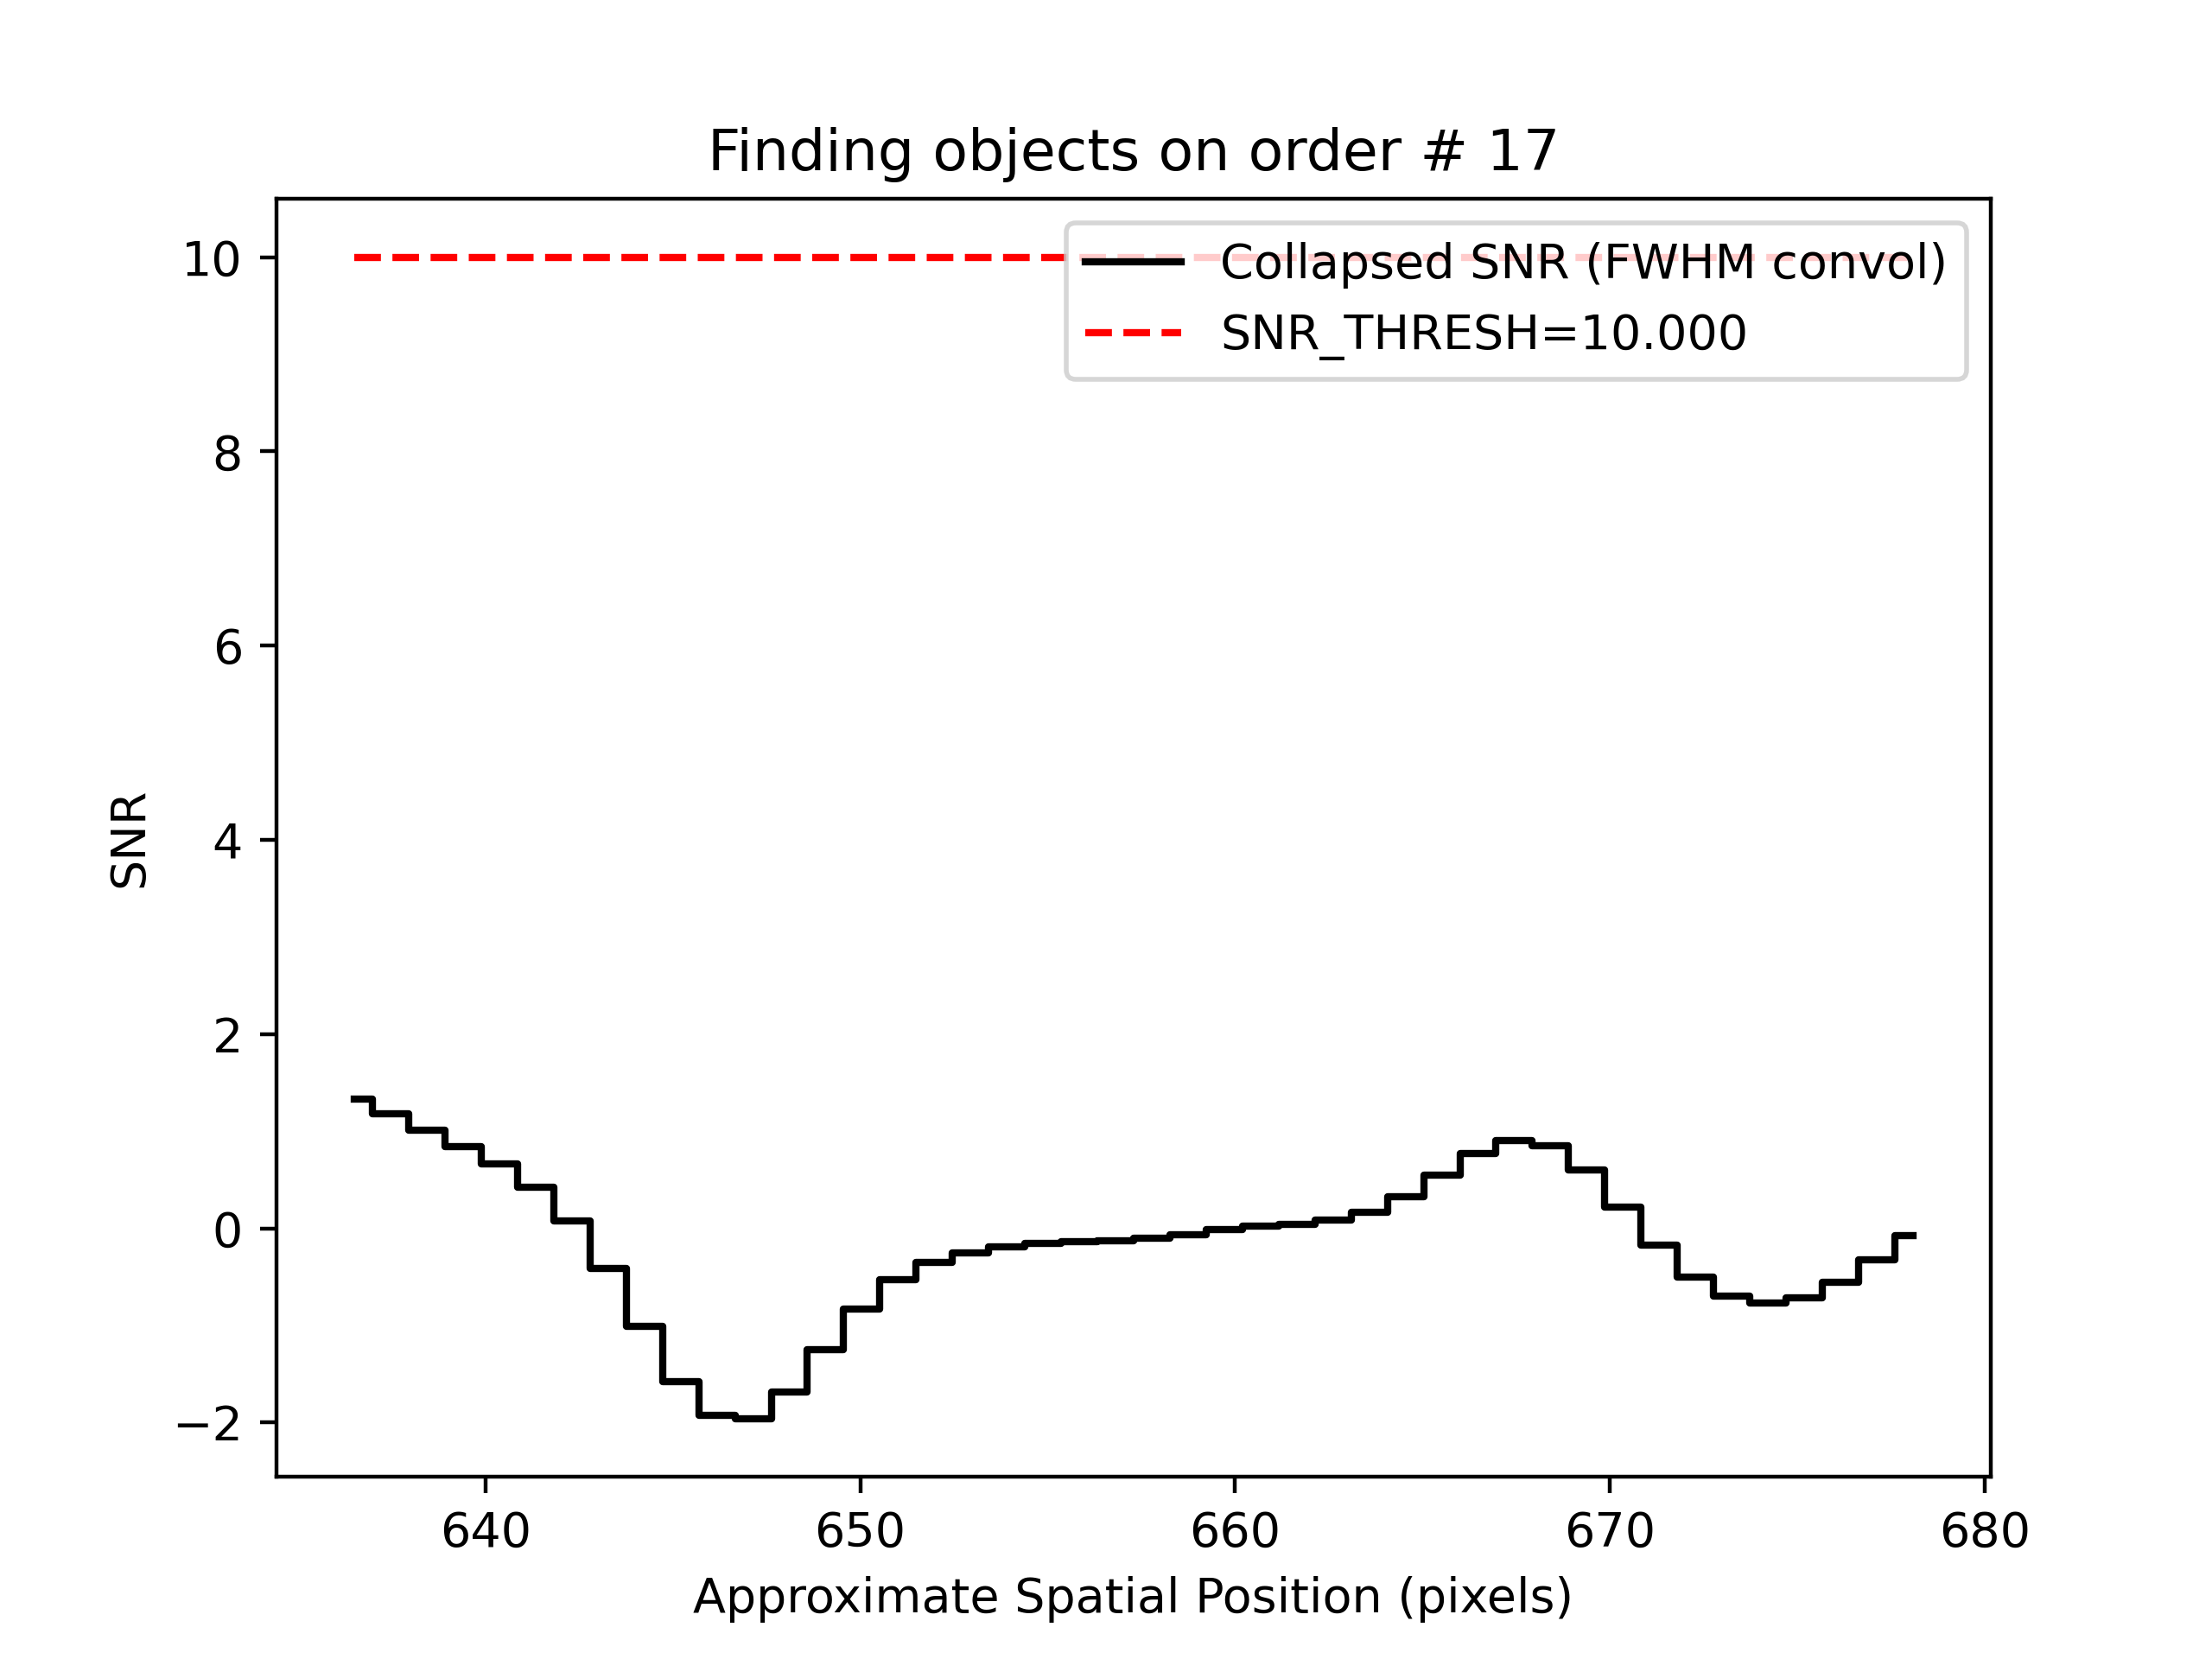 Finding objects on order # 17
Collapsed SNR (FWHM convol)
SNR_THRESH=10.000
10
8
6
4
2
0
−2
SNR
640 650 660 670 680
Approximate Spatial Position (pixels)